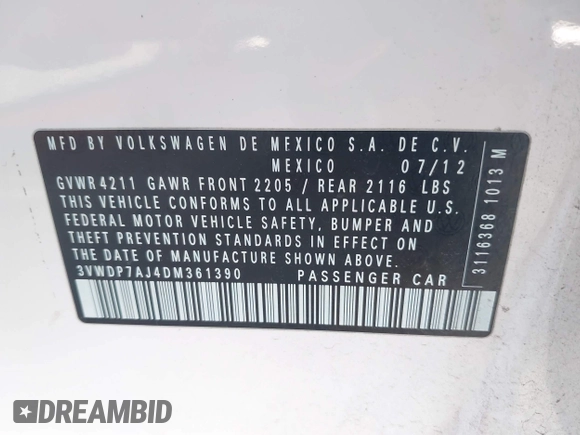 MFD BY VOLKSWAGEN DE MEXICO S.A. DE C.V.
MEXICO 07/12
GVWR 4211 GAWR FRONT 2205 / REAR 2116 LBS
THIS VEHICLE CONFORMS TO ALL APPLICABLE U.S.
FEDERAL MOTOR VEHICLE SAFETY, BUMPER AND
THEFT PREVENTION STANDARDS IN EFFECT ON
THE DATE OF MANUFACTURE SHOWN ABOVE.
3VWDP7AJ4DM361390 PASSENGER CAR
3116368 1013 M
DREAMBID